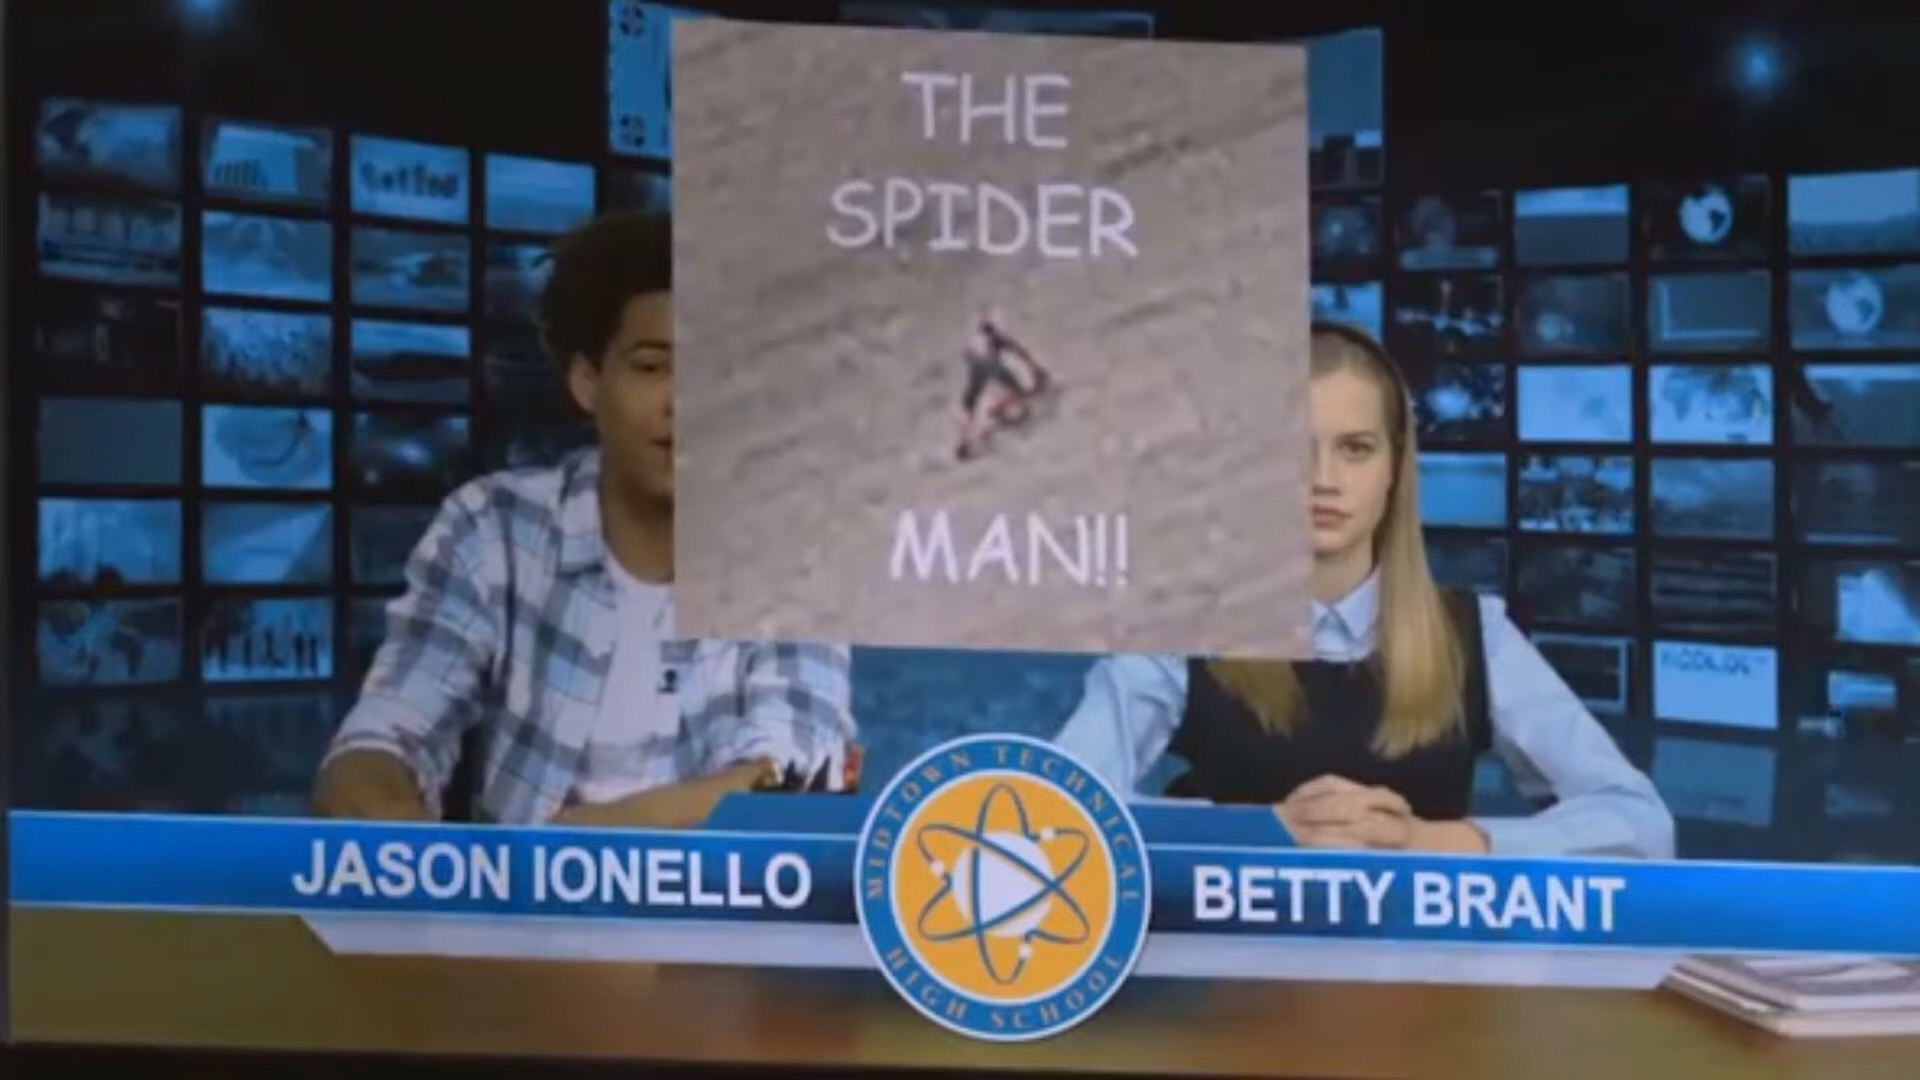 THE
SPIDER
MAN!!
JASON IONELLO
MIDTOWN TECHNICAL
HIGH SCHOOL
BETTY BRANT